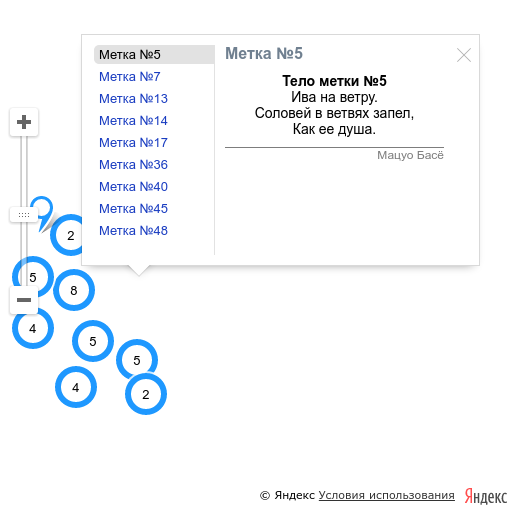 Метка №5
Метка №7
Метка №13
Метка №14
Метка №17
Метка №36
Метка №40
Метка №45
Метка №48
Метка №5
Тело метки №5
Ива на ветру.
Соловей в ветвях запел,
Как ее душа.
Мацуо Басё
2
5
8
4
5
5
4
2
© Яндекс Условия использования Яндекс